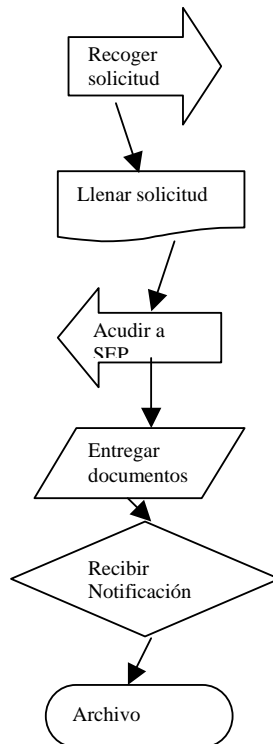 Recoger
solicitud
Llenar solicitud
Acudir a
SEP
Entregar
documentos
Recibir
Notificación
Archivo